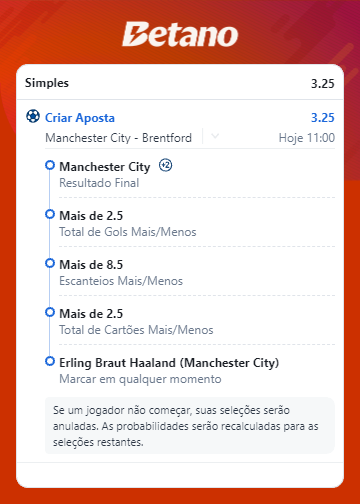 Betano
Simples 3.25
Criar Aposta 3.25
Manchester City - Brentford Hoje 11:00
Manchester City +2
Resultado Final
Mais de 2.5
Total de Gols Mais/Menos
Mais de 8.5
Escanteios Mais/Menos
Mais de 2.5
Total de Cartões Mais/Menos
Erling Braut Haaland (Manchester City)
Marcar em qualquer momento
Se um jogador não começar, suas seleções serão
anuladas. As probabilidades serão recalculadas para as
seleções restantes.